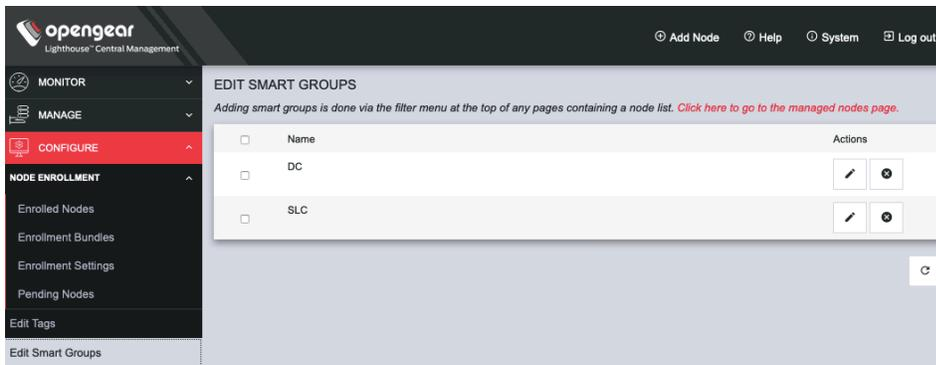 opengear
Lighthouse™ Central Management
Add Node
Help
System
Log out
MONITOR
MANAGE
CONFIGURE
NODE ENROLLMENT
Enrolled Nodes
Enrollment Bundles
Enrollment Settings
Pending Nodes
Edit Tags
Edit Smart Groups
EDIT SMART GROUPS
Adding smart groups is done via the filter menu at the top of any pages containing a node list. Click here to go to the managed nodes page.
Name Actions
DC
SLC